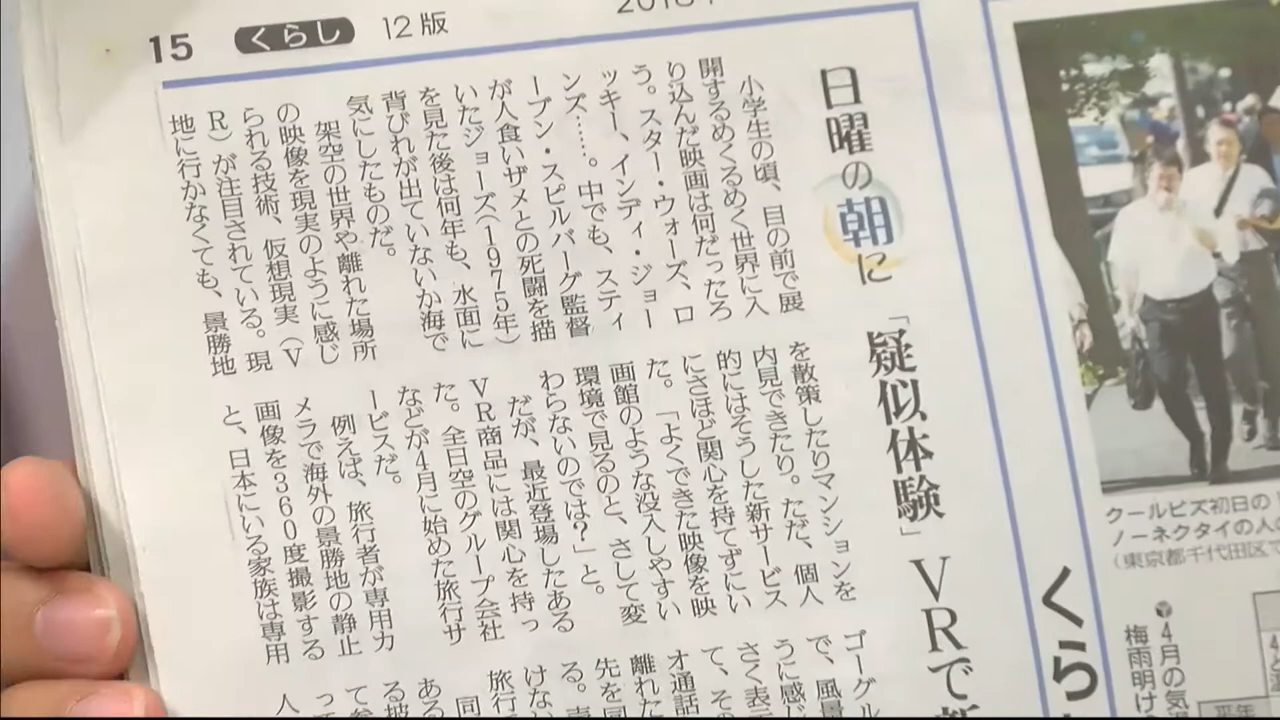 15
くらし
12版
日曜の朝に
「疑似体験」VRで
小学生の頃、目の前で展
開するめくるめく世界に入
り込んだ映画は何だったろ
う。スター・ウォーズ、ロ
ッキー、インディ・ジョー
ンズ……。中でも、スティ
ーブン・スピルバーグ監督
が人食いザメとの死闘を描
いたジョーズ(1975年)
を見た後は何年も、水面に
背びれが出ていないか海で
気にしたものだ。
架空の世界や離れた場所
の映像を現実のように感じ
られる技術、仮想現実(V
R)が注目されている。現
地に行かなくても、景勝地
を散策したりマンションを
内見できたり。ただ、個人
的にはそうした新サービス
にさほど関心を持てずにい
た。「よくできた映像を映
画館のような没入しやすい
環境で見るのと、さして変
わらないのでは?」と。
だが、最近登場したある
VR商品には関心を持っ
た。全日空のグループ会社
などが4月に始めた旅行サ
ービスだ。
例えば、旅行者が専用カ
メラで海外の景勝地の静止
画像を360度撮影する
と、日本にいる家族は専用
ゴーグル
で、風量
うに感じ
さく表示
て、その
オ通話
離れた
先を同
る。声
けない
旅行
同
ある
る坡
て参
って
人
クールビズ初日の
ノーネクタイの人
(東京都千代田区で
くら
4月の気
梅雨明け
平年